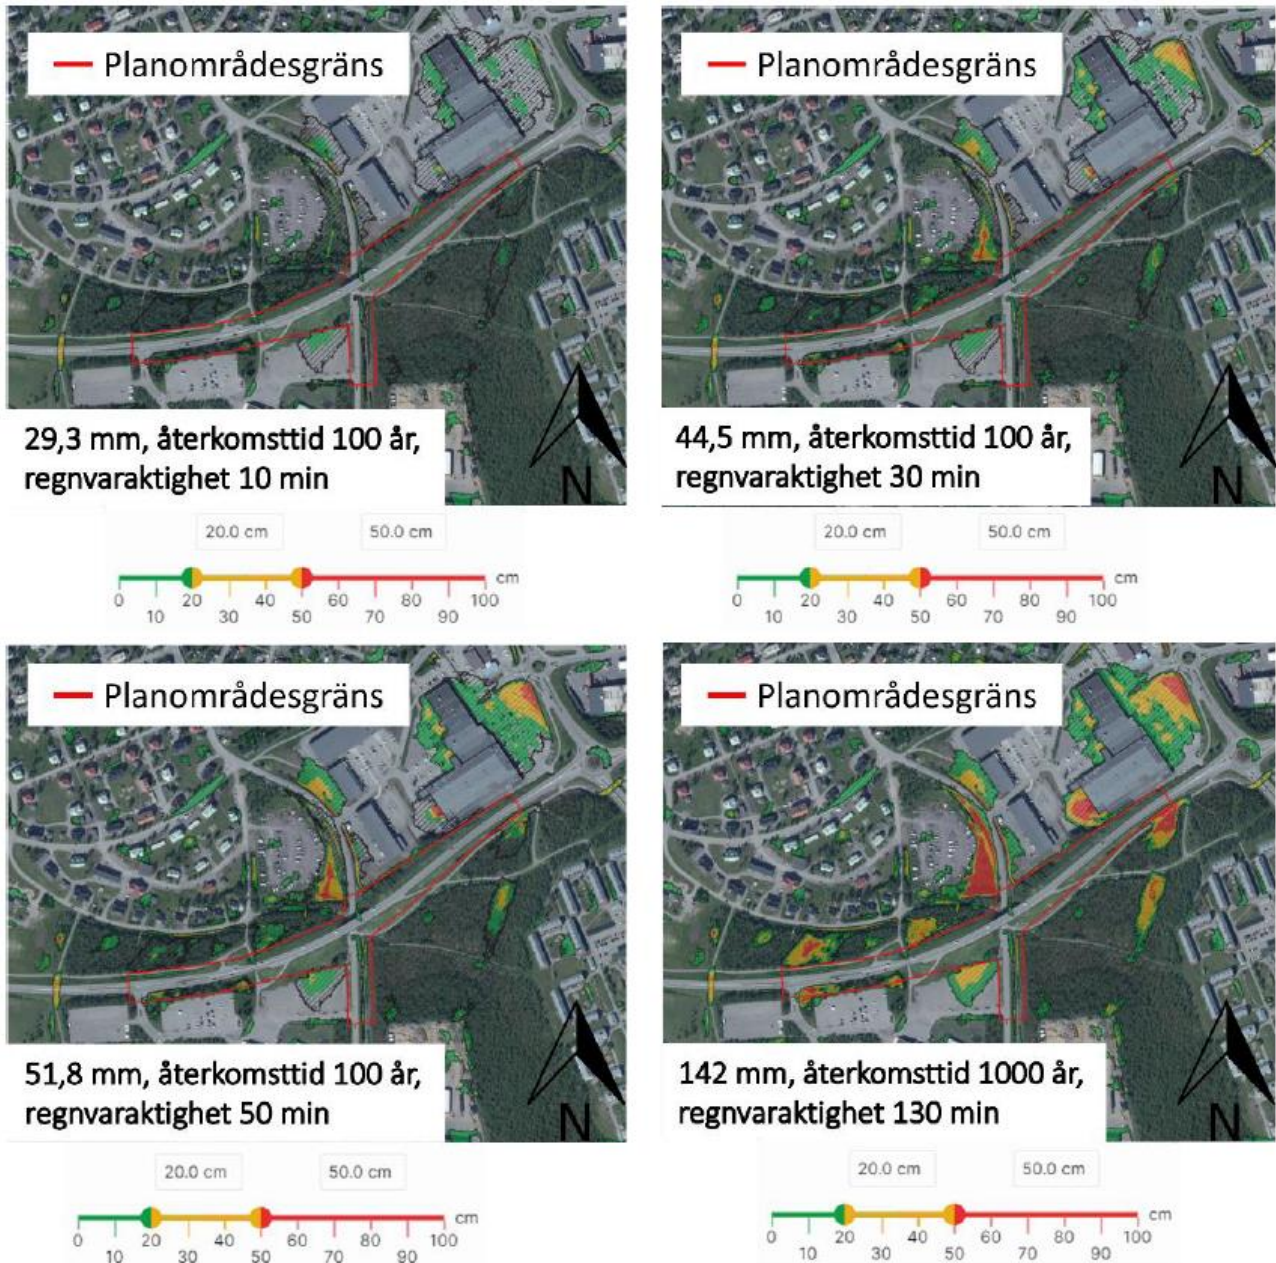 Planområdesgräns
Planområdesgräns
N
N
29,3 mm, återkomsttid 100 år,
regnvaraktighet 10 min
44,5 mm, återkomsttid 100 år,
regnvaraktighet 30 min
20.0 cm 50.0 cm
cm
0 10 20 30 40 50 60 70 80 90 100
20.0 cm 50.0 cm
cm
0 10 20 30 40 50 60 70 80 90 100
Planområdesgräns
Planområdesgräns
N
N
51,8 mm, återkomsttid 100 år,
regnvaraktighet 50 min
142 mm, återkomsttid 1000 år,
regnvaraktighet 130 min
20.0 cm 50.0 cm
cm
0 10 20 30 40 50 60 70 80 90 100
20.0 cm 50.0 cm
cm
0 10 20 30 40 50 60 70 80 90 100